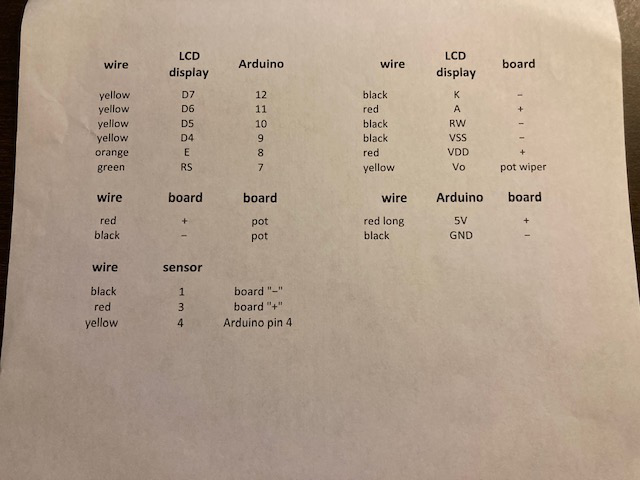 wire LCD display Arduino
yellow D7 12
yellow D6 11
yellow D5 10
yellow D4 9
orange E 8
green RS 7
wire LCD display board
black K –
red A +
black RW –
black VSS –
red VDD +
yellow Vo pot wiper
wire board board
red + pot
black – pot
wire Arduino board
red long 5V +
black GND –
wire sensor
black 1 board "–"
red 3 board "+"
yellow 4 Arduino pin 4